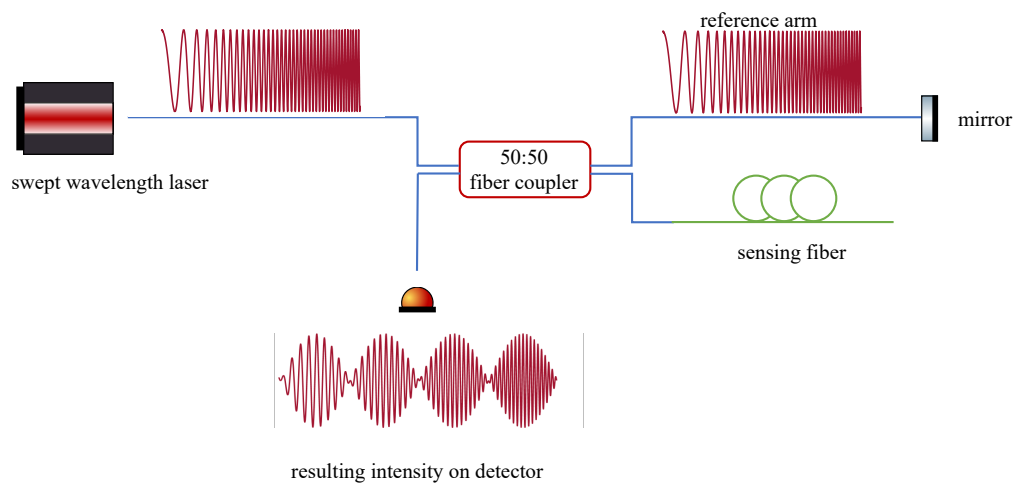 reference arm
mirror
50:50
fiber coupler
swept wavelength laser
sensing fiber
resulting intensity on detector